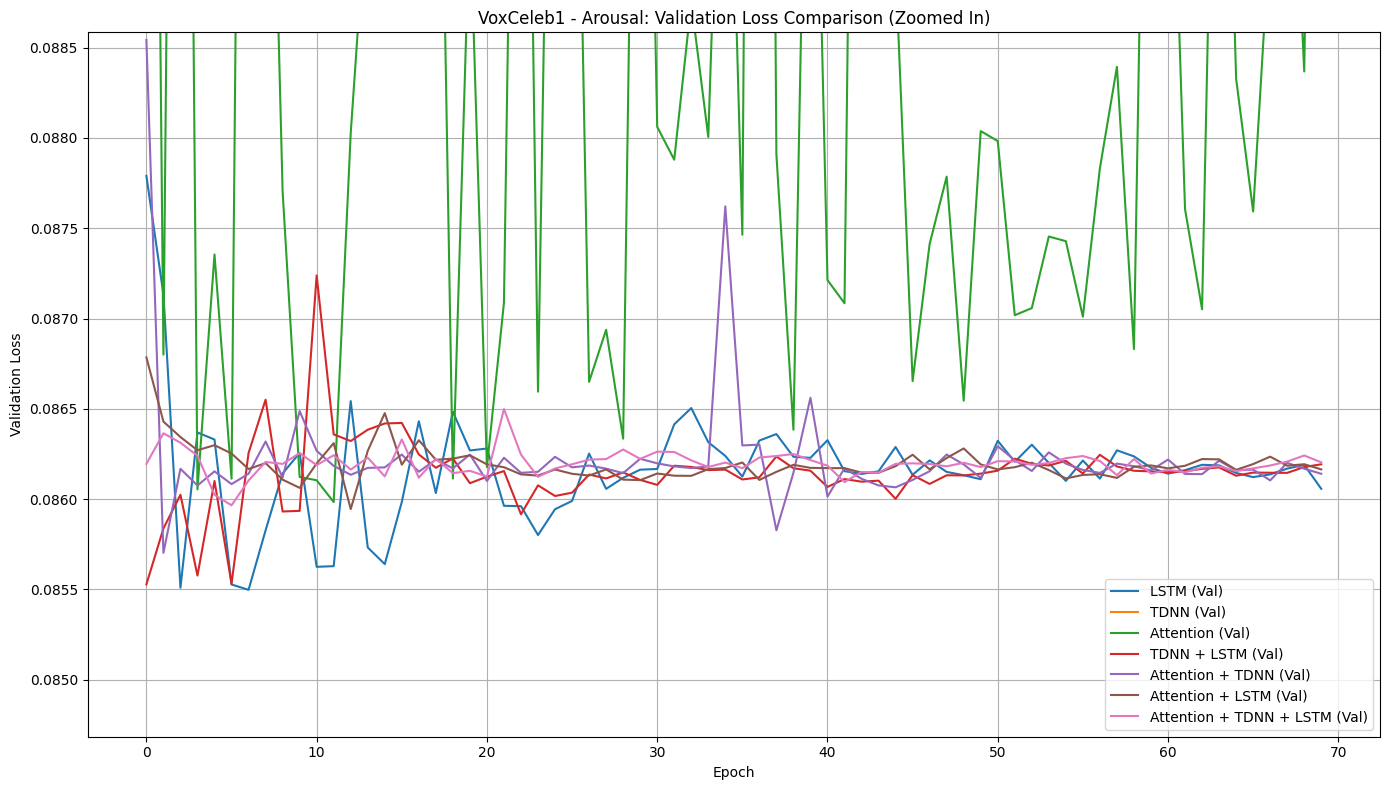 VoxCeleb1 - Arousal: Validation Loss Comparison (Zoomed In)
0.0885
0.0880
0.0875
0.0870
0.0865
0.0860
0.0855
0.0850
Validation Loss
LSTM (Val)
TDNN (Val)
Attention (Val)
TDNN + LSTM (Val)
Attention + TDNN (Val)
Attention + LSTM (Val)
Attention + TDNN + LSTM (Val)
0 10 20 30 40 50 60 70
Epoch